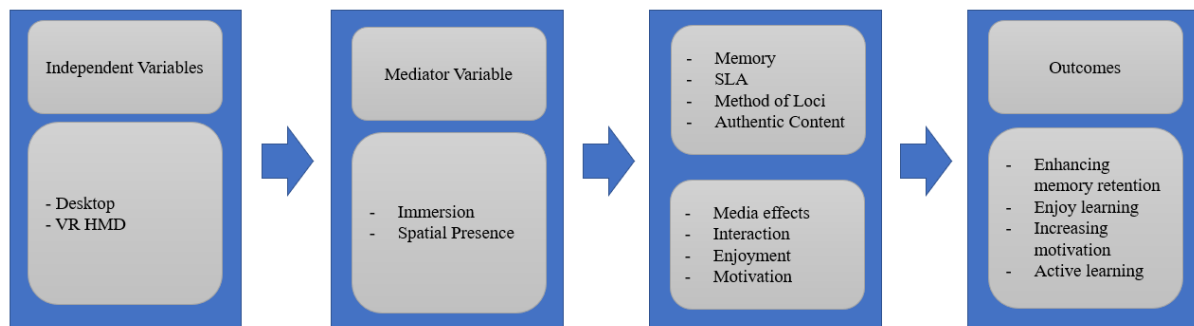 Independent Variables
- Desktop
- VR HMD
Mediator Variable
- Immersion
- Spatial Presence
- Memory
- SLA
- Method of Loci
- Authentic Content
- Media effects
- Interaction
- Enjoyment
- Motivation
Outcomes
- Enhancing
memory retention
- Enjoy learning
- Increasing
motivation
- Active learning